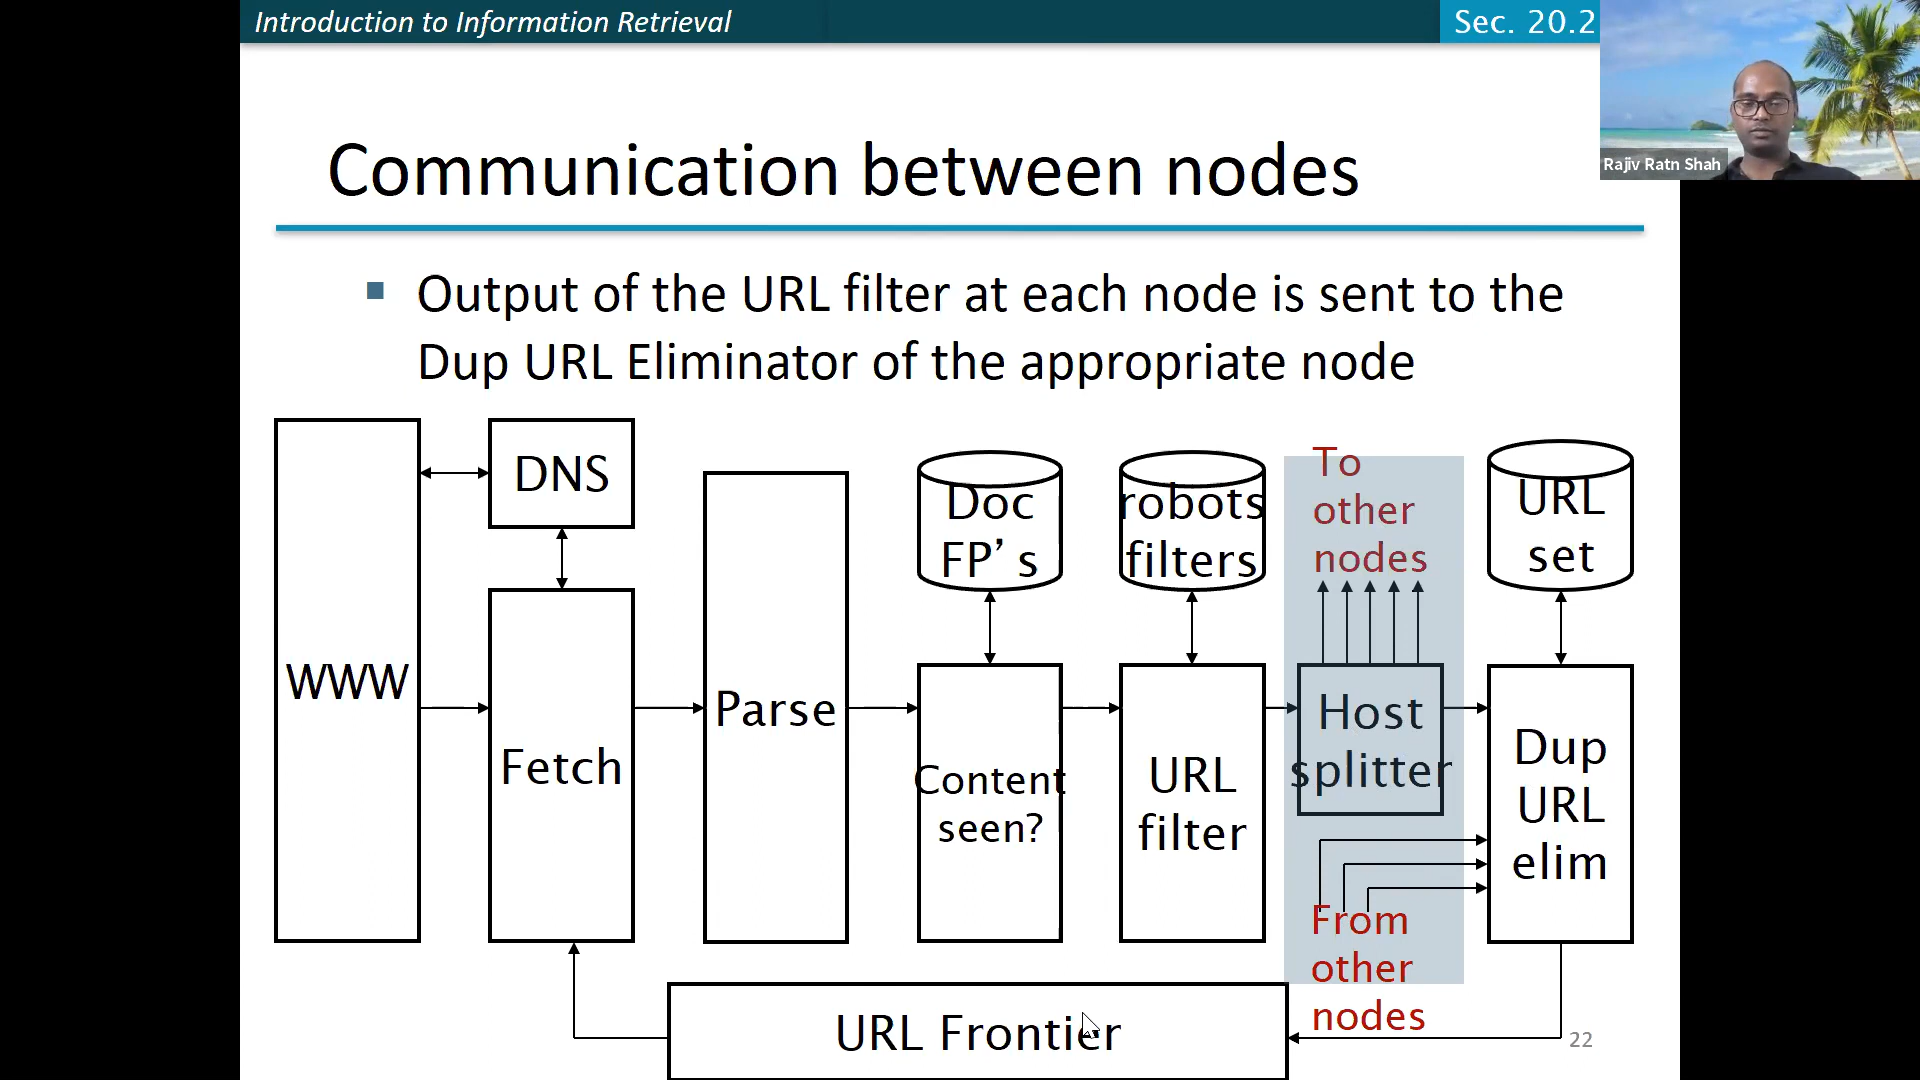 Introduction to Information Retrieval
Sec. 20.2
Rajiv Ratn Shah
Communication between nodes
Output of the URL filter at each node is sent to the
Dup URL Eliminator of the appropriate node
WWW
DNS
Fetch
Parse
Doc
FP’s
Content
seen?
robots
filters
URL
filter
To
other
nodes
Host
splitter
From
other
nodes
URL
set
Dup
URL
elim
URL Frontier
22